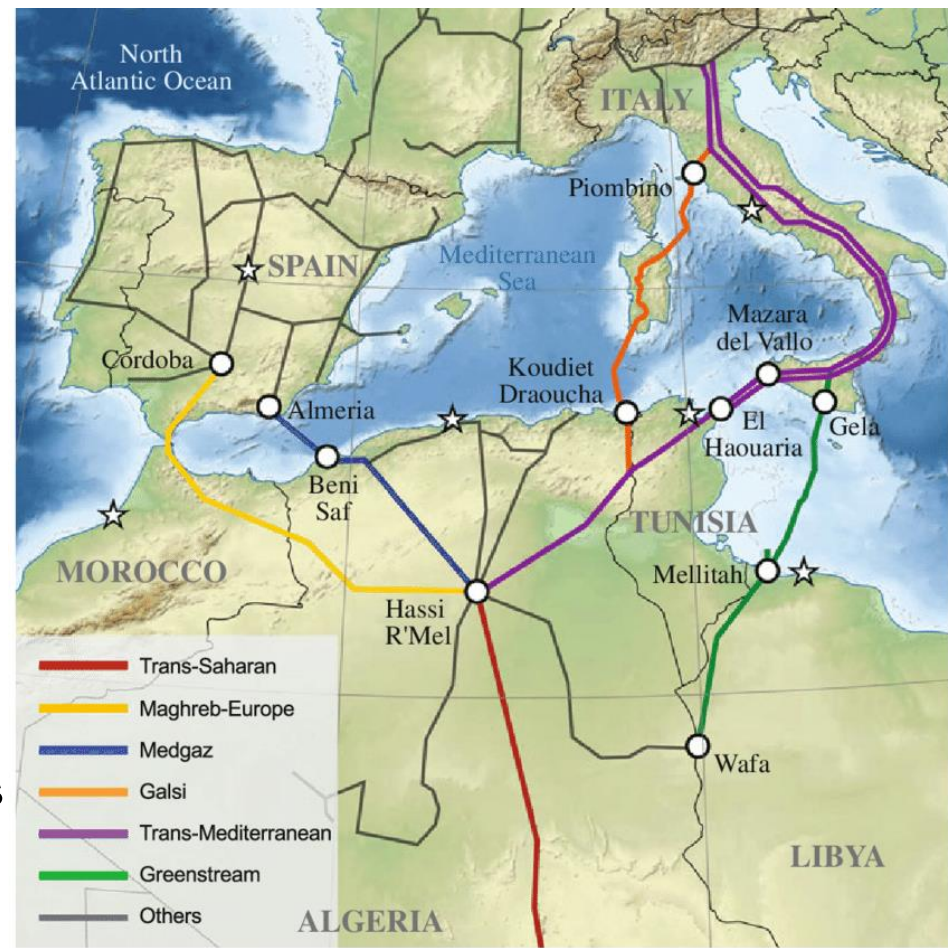 North
Atlantic Ocean
ITALY
Piombino
Mediterranean
Sea
SPAIN
Mazara
del Vallo
Cordoba
Koudiet
Draoucha
Almeria
El
Haouaria
Gela
Beni
Saf
TUNISIA
MOROCCO
Mellitah
Hassi
R'Mel
Trans-Saharan
Maghreb-Europe
Medgaz
Galsi
Trans-Mediterranean
Greenstream
Others
Wafa
LIBYA
ALGERIA